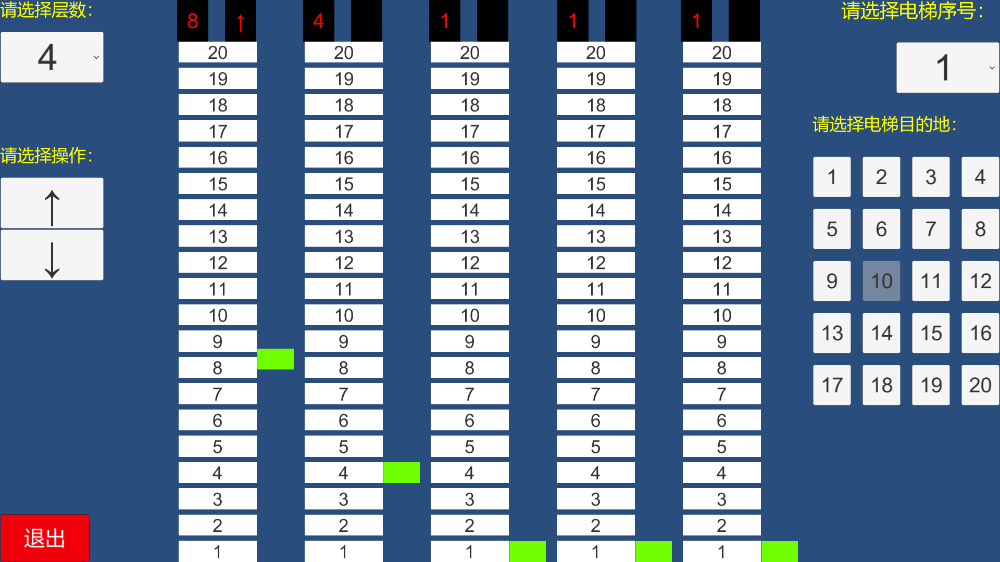 请选择层数：
4
请选择操作：
↑
↓
退出
8 ↑ 4 1 1 1
20 20 20 20 20
19 19 19 19 19
18 18 18 18 18
17 17 17 17 17
16 16 16 16 16
15 15 15 15 15
14 14 14 14 14
13 13 13 13 13
12 12 12 12 12
11 11 11 11 11
10 10 10 10 10
9 9 9 9 9
8 8 8 8 8
7 7 7 7 7
6 6 6 6 6
5 5 5 5 5
4 4 4 4 4
3 3 3 3 3
2 2 2 2 2
1 1 1 1 1
请选择电梯序号：
1
请选择电梯目的地：
1 2 3 4
5 6 7 8
9 10 11 12
13 14 15 16
17 18 19 20